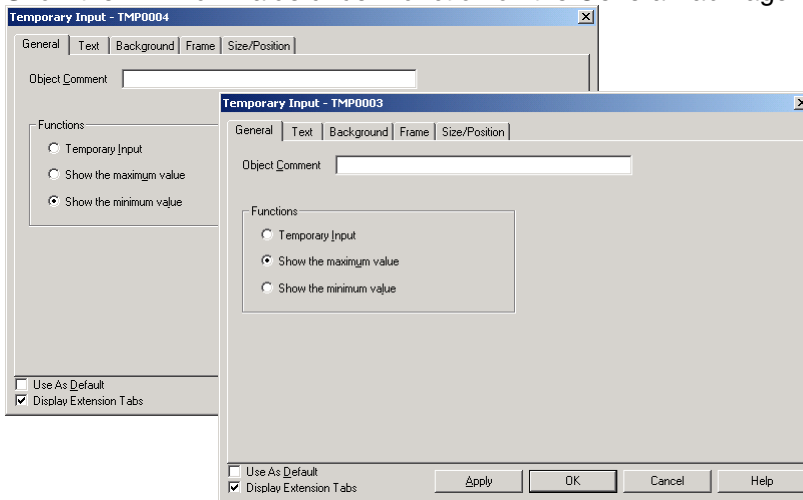 Temporary Input - TMP0004
General Text Background Frame Size/Position
Object Comment
Functions
Temporary Input
Show the maximum value
Show the minimum value
Use As Default
Display Extension Tabs
Temporary Input - TMP0003
General Text Background Frame Size/Position
Object Comment
Functions
Temporary Input
Show the maximum value
Show the minimum value
Use As Default
Display Extension Tabs
Apply OK Cancel Help